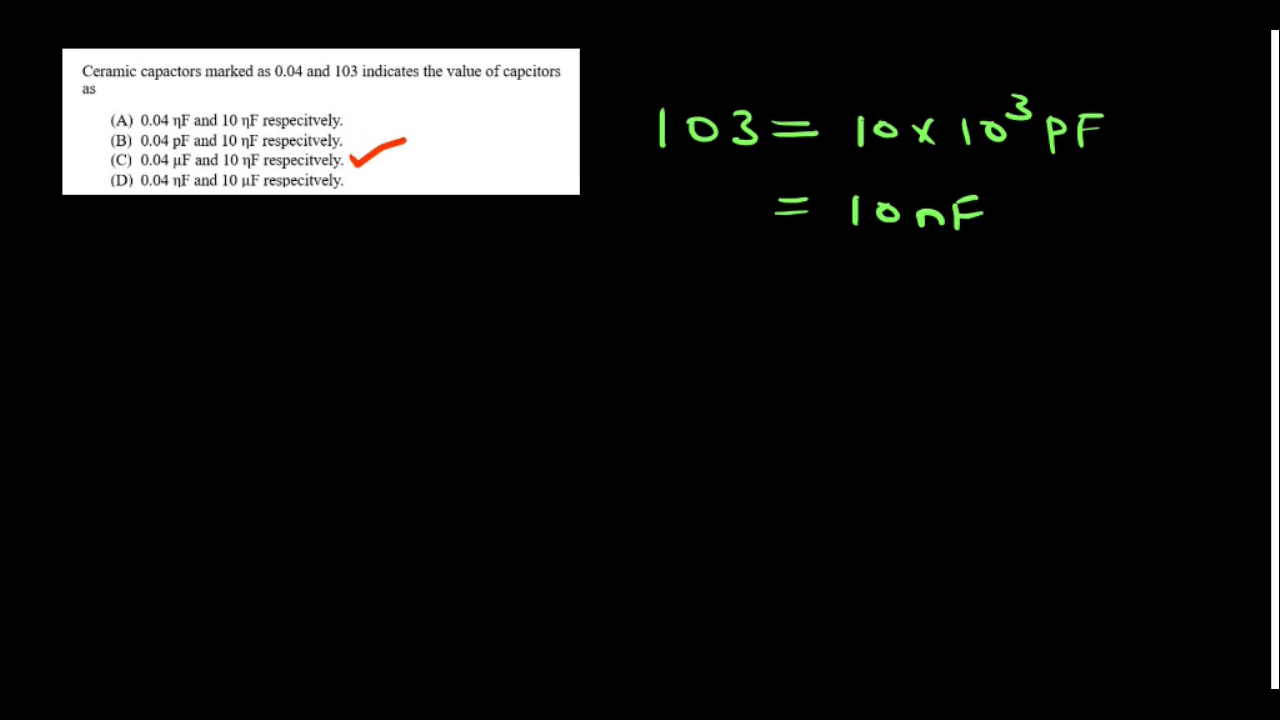 Ceramic capactors marked as 0.04 and 103 indicates the value of capcitors
as
(A) 0.04 ηF and 10 ηF respecitvely.
(B) 0.04 pF and 10 ηF respecitvely.
(C) 0.04 μF and 10 ηF respecitvely.
(D) 0.04 ηF and 10 μF respecitvely.
103 = 10 x 10³ pF
= 10 nF